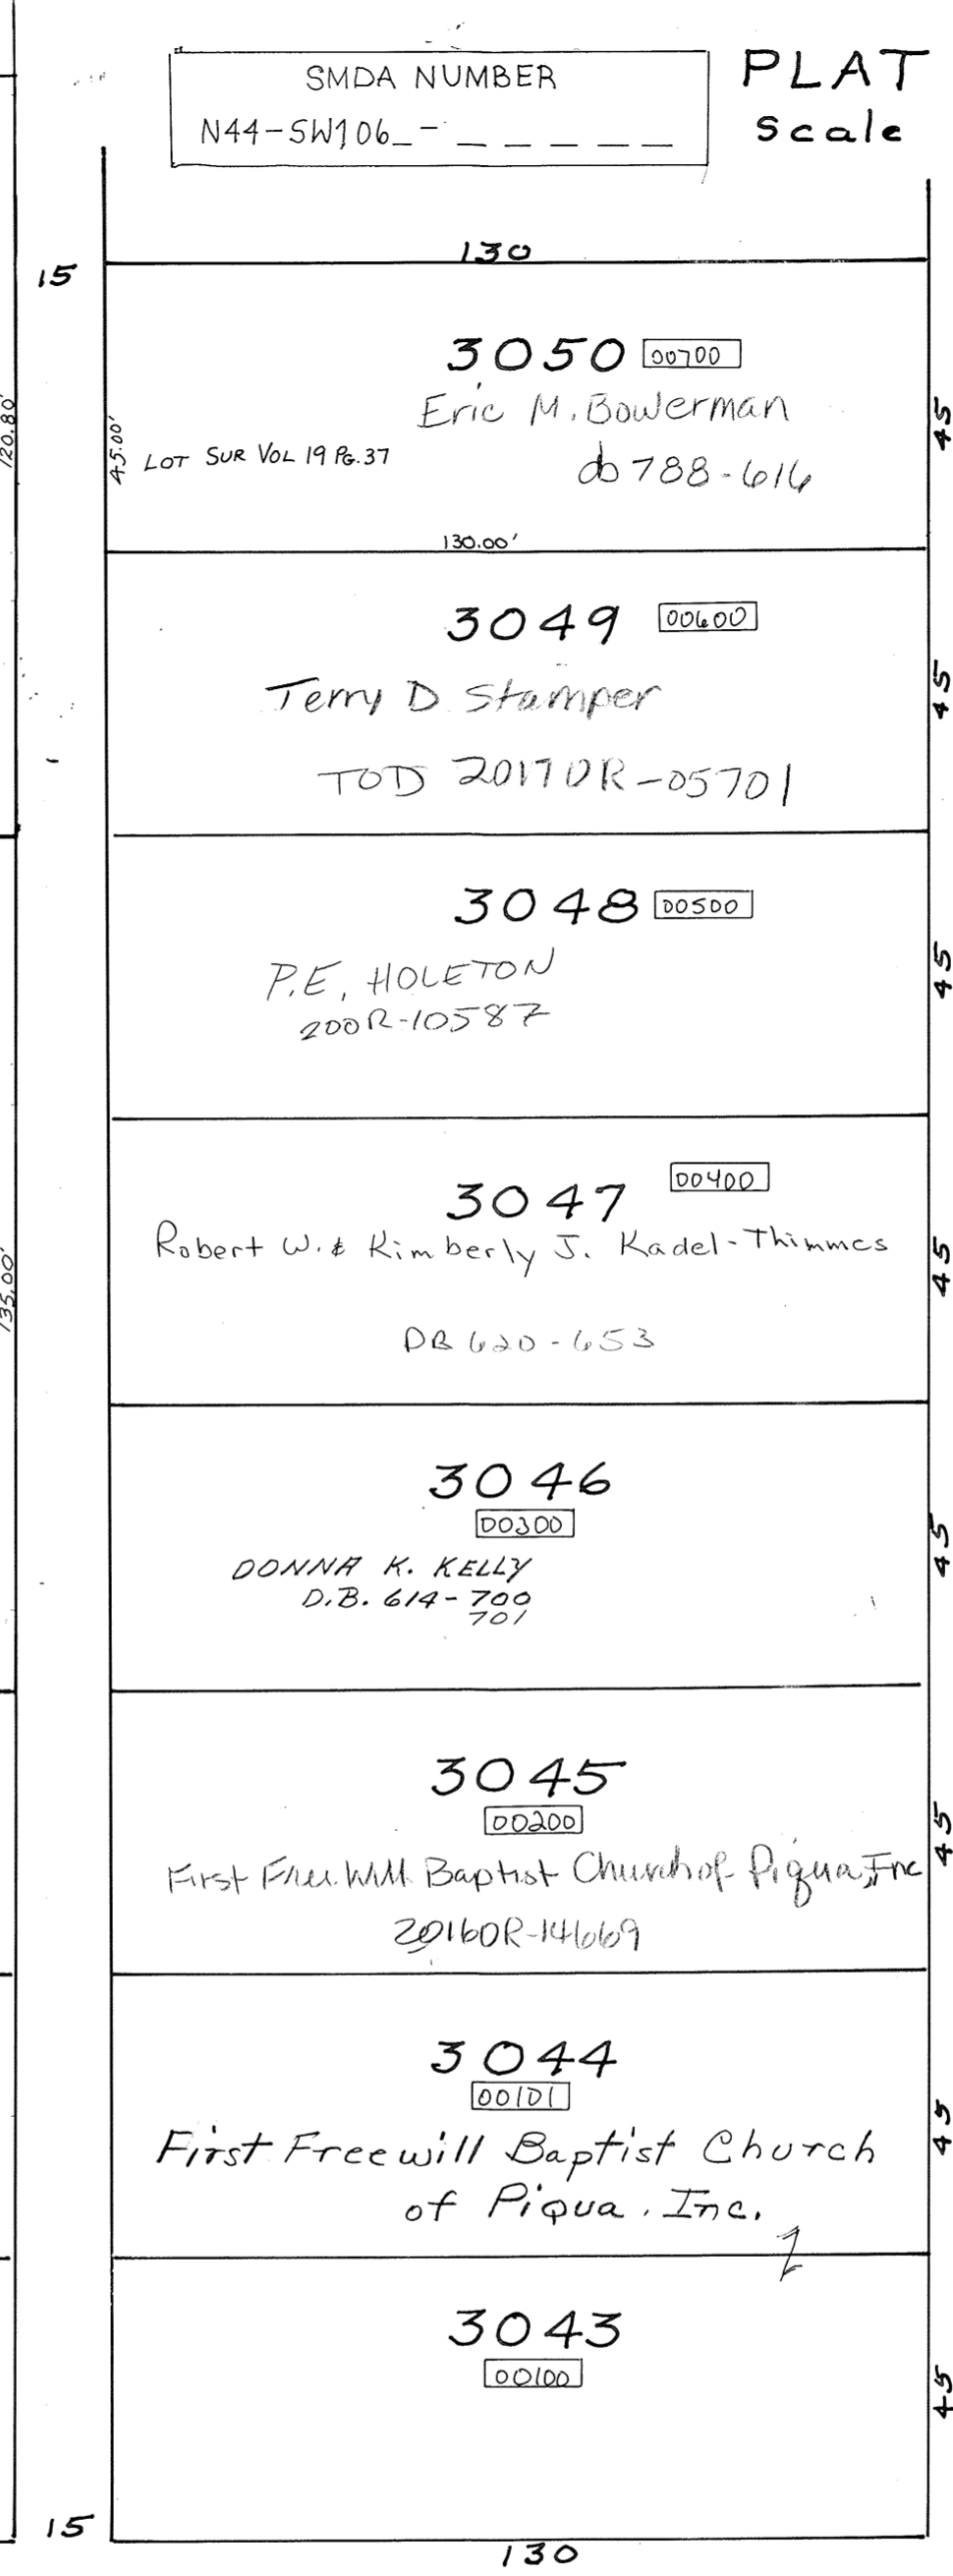 SMDA NUMBER
N44-SW106_-_ _ _ _ _
PLAT
Scale
130
15
3050 00700
Eric M. Bowerman
db 788-616
LOT SUR VOL 19 PG. 37
45.00'
120.80'
45
130.00'
3049 00600
Terry D Stamper
TOD 2017OR-05701
45
3048 00500
P.E. HOLETON
200R-10587
45
3047 00400
Robert W. & Kimberly J. Kadel-Thimmes
DB 620-653
45
135.00'
3046
00300
DONNA K. KELLY
D.B. 614-700
701
45
3045
00200
First Free Will Baptist Church of Piqua, Inc
2016OR-14669
45
3044
00101
First Freewill Baptist Church
of Piqua. Inc.
45
3043
00100
45
15
130